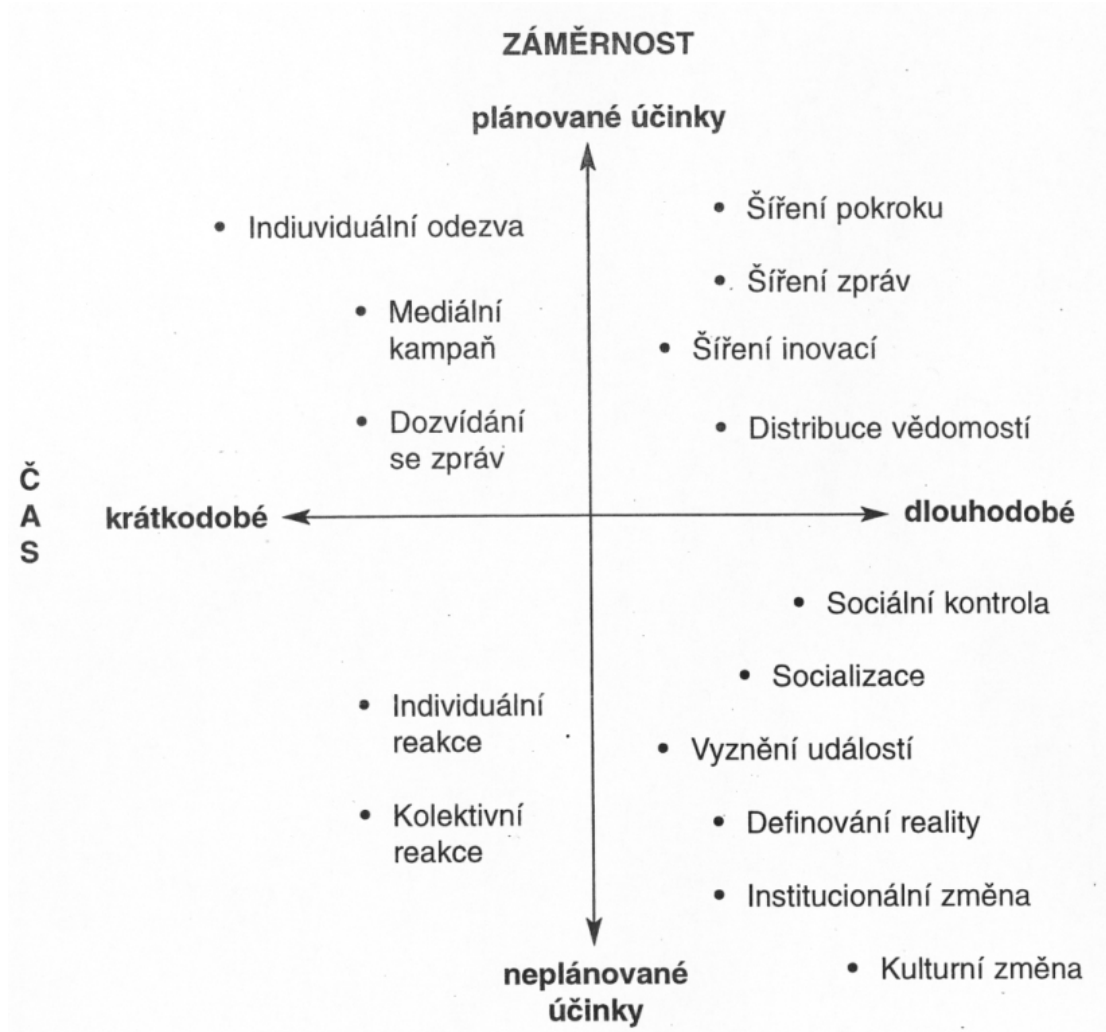 ZÁMĚRNOST
plánované účinky
• Indiuviduální odezva
• Mediální
kampaň
• Dozvídání
se zpráv
• Šíření pokroku
• Šíření zpráv
• Šíření inovací
• Distribuce vědomostí
Č
A
S
krátkodobé
dlouhodobé
• Individuální
reakce
• Kolektivní
reakce
• Sociální kontrola
• Socializace
• Vyznění událostí
• Definování reality
• Institucionální změna
• Kulturní změna
neplánované
účinky